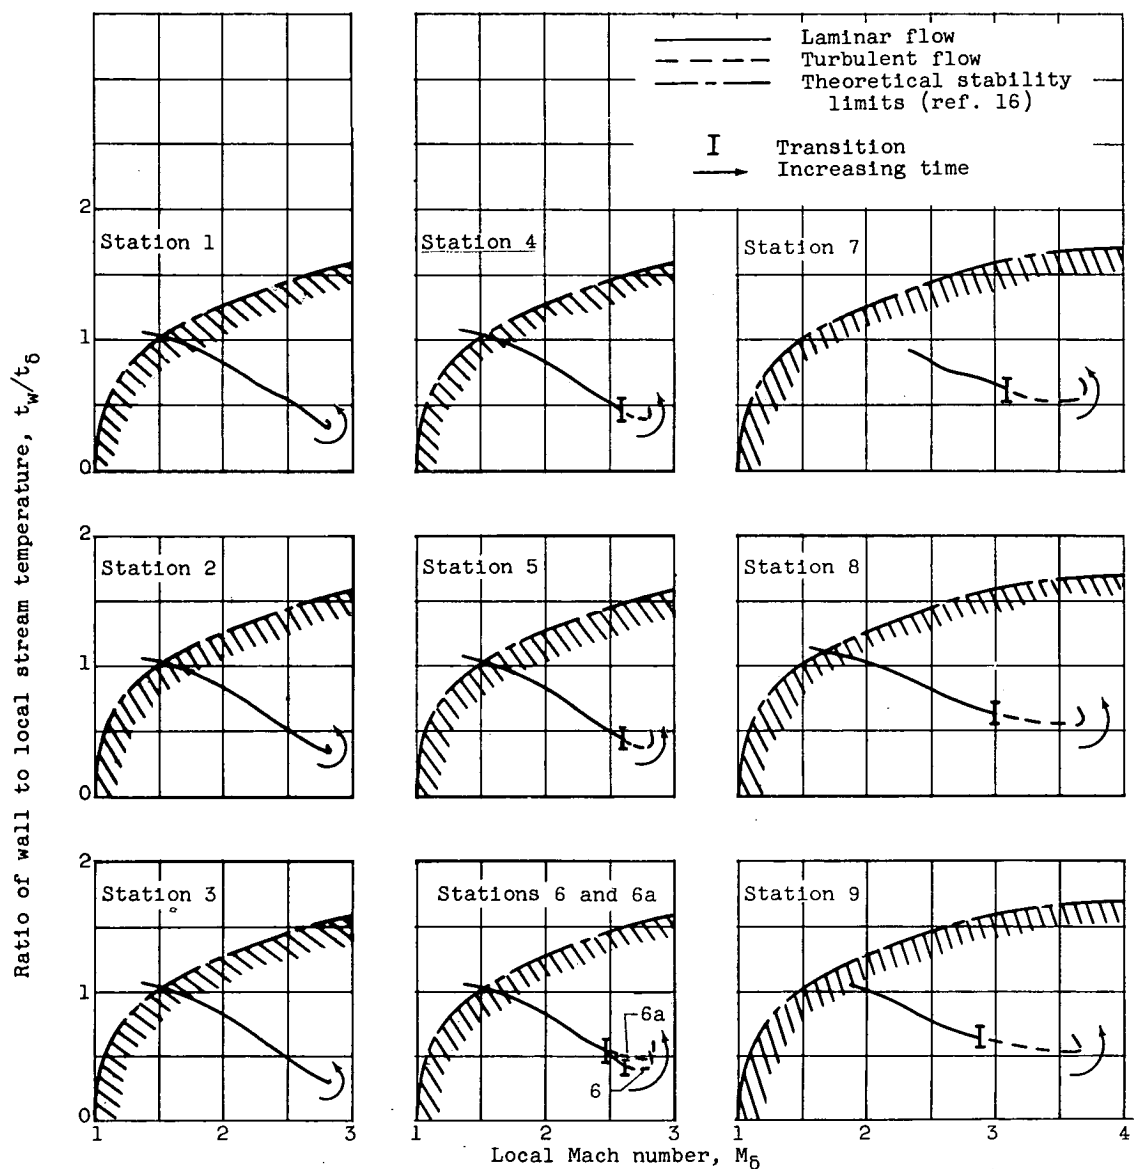 Laminar flow
Turbulent flow
Theoretical stability
limits (ref. 16)
I Transition
Increasing time
Ratio of wall to local stream temperature, t_w/t_δ
2
1
0
Station 1
Station 4
Station 7
2
1
0
Station 2
Station 5
Station 8
2
1
0
Station 3
Stations 6 and 6a
6a
6
Station 9
1 2 3 1 2 3 1 2 3 4
Local Mach number, M_δ